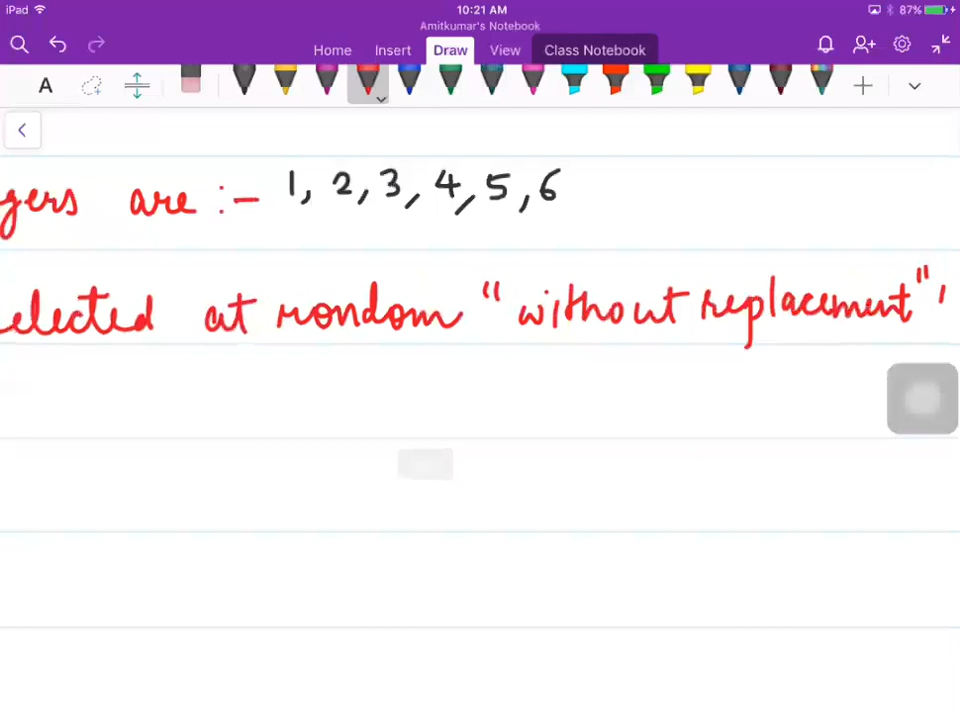 iPad 10:21 AM 87%
Amitkumar's Notebook
Home Insert Draw View Class Notebook
A
gers are :- 1, 2, 3, 4, 5, 6
elected at rondom "without replacement",